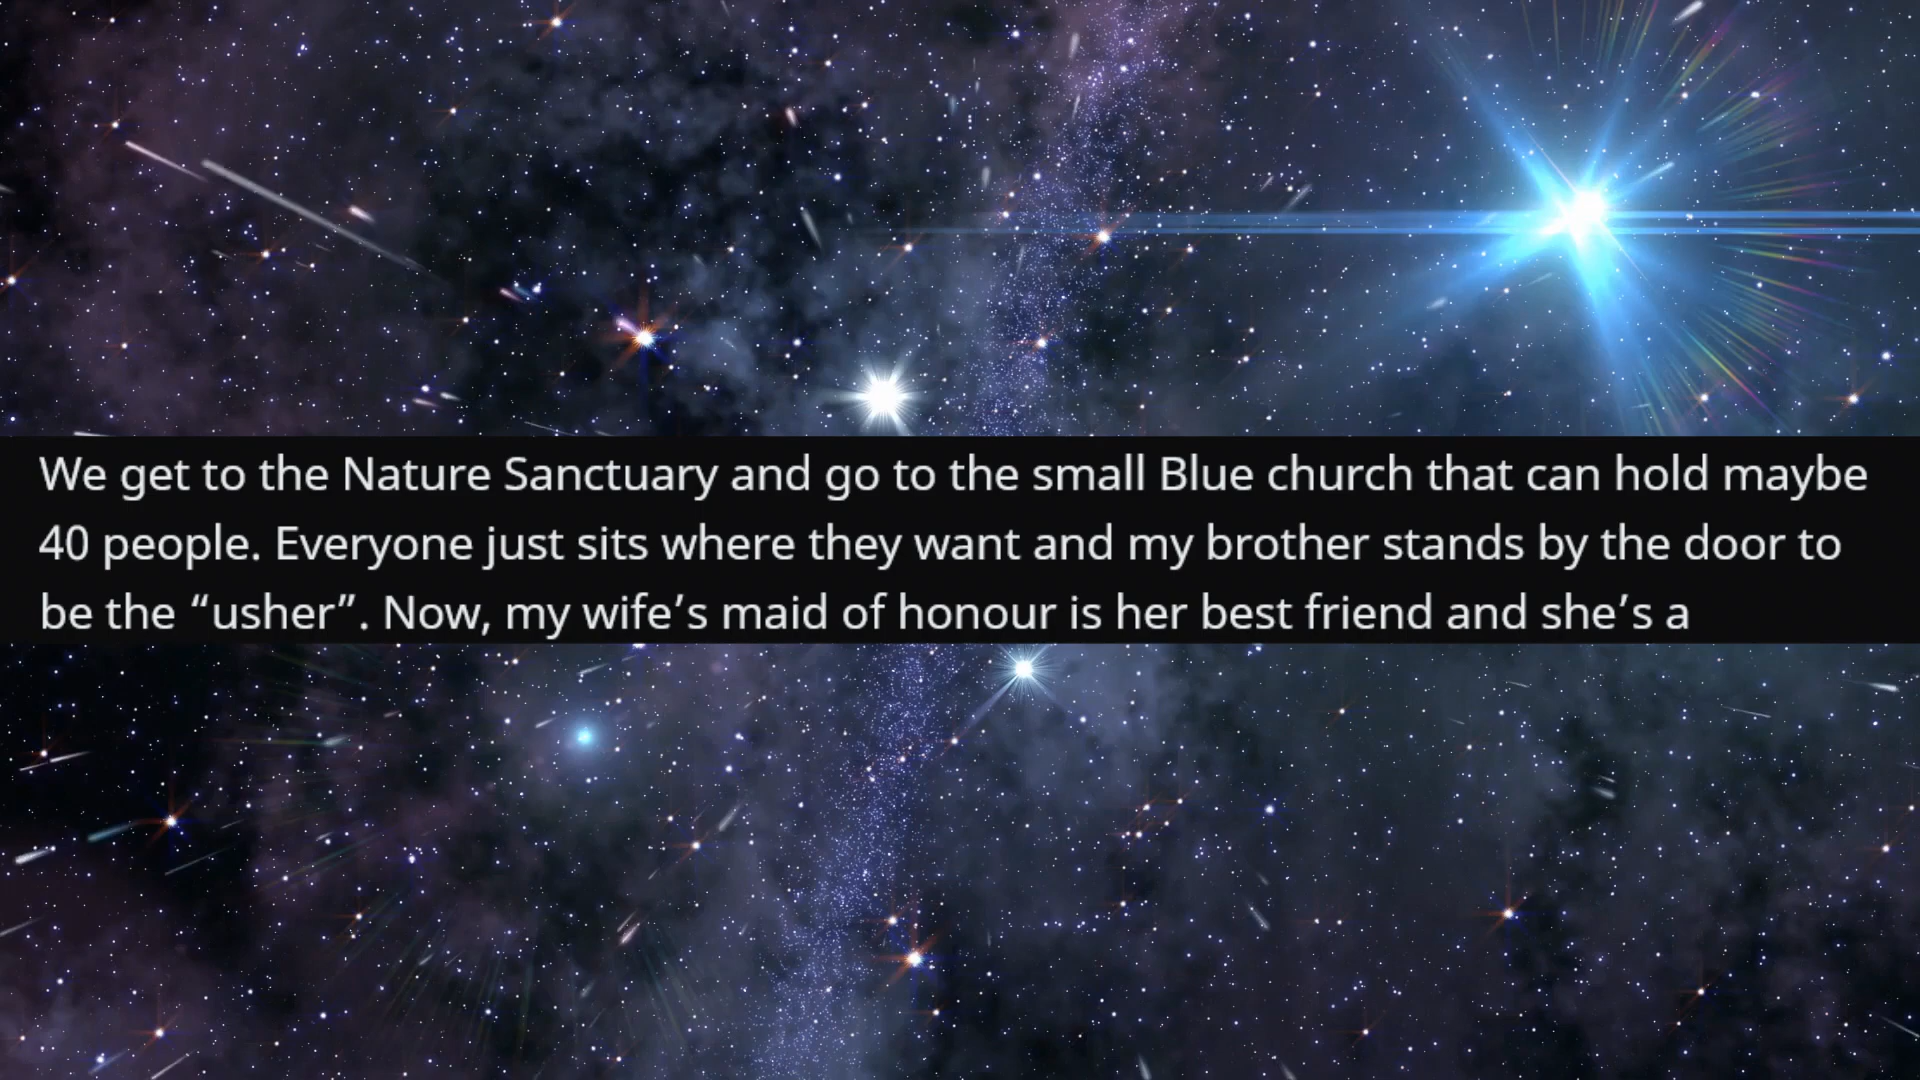 We get to the Nature Sanctuary and go to the small Blue church that can hold maybe
40 people. Everyone just sits where they want and my brother stands by the door to
be the “usher”. Now, my wife’s maid of honour is her best friend and she’s a